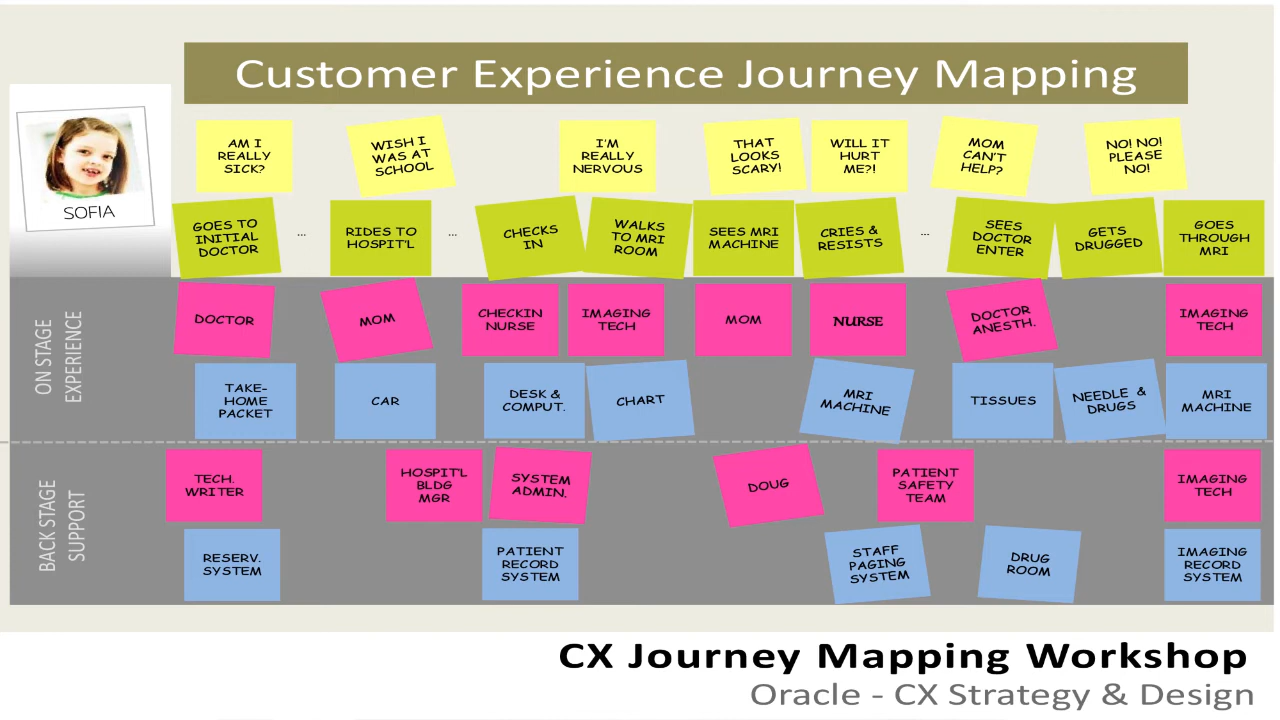 Customer Experience Journey Mapping
AM I
REALLY
SICK?
WISH I
WAS AT
SCHOOL
I'M
REALLY
NERVOUS
THAT
LOOKS
SCARY!
WILL IT
HURT
ME?!
MOM
CAN'T
HELP?
NO! NO!
PLEASE
NO!
SOFIA
GOES TO
INITIAL
DOCTOR
...
RIDES TO
HOSPIT'L
...
CHECKS
IN
WALKS
TO MRI
ROOM
SEES MRI
MACHINE
CRIES &
RESISTS
...
SEES
DOCTOR
ENTER
GETS
DRUGGED
GOES
THROUGH
MRI
ON STAGE
EXPERIENCE
DOCTOR
MOM
CHECKIN
NURSE
IMAGING
TECH
MOM
NURSE
DOCTOR
ANESTH.
IMAGING
TECH
TAKE-
HOME
PACKET
CAR
DESK &
COMPUT.
CHART
MRI
MACHINE
TISSUES
NEEDLE &
DRUGS
MRI
MACHINE
BACK STAGE
SUPPORT
TECH.
WRITER
HOSPIT'L
BLDG
MGR
SYSTEM
ADMIN.
DOUG
PATIENT
SAFETY
TEAM
IMAGING
TECH
RESERV.
SYSTEM
PATIENT
RECORD
SYSTEM
STAFF
PAGING
SYSTEM
DRUG
ROOM
IMAGING
RECORD
SYSTEM
CX Journey Mapping Workshop
Oracle - CX Strategy & Design